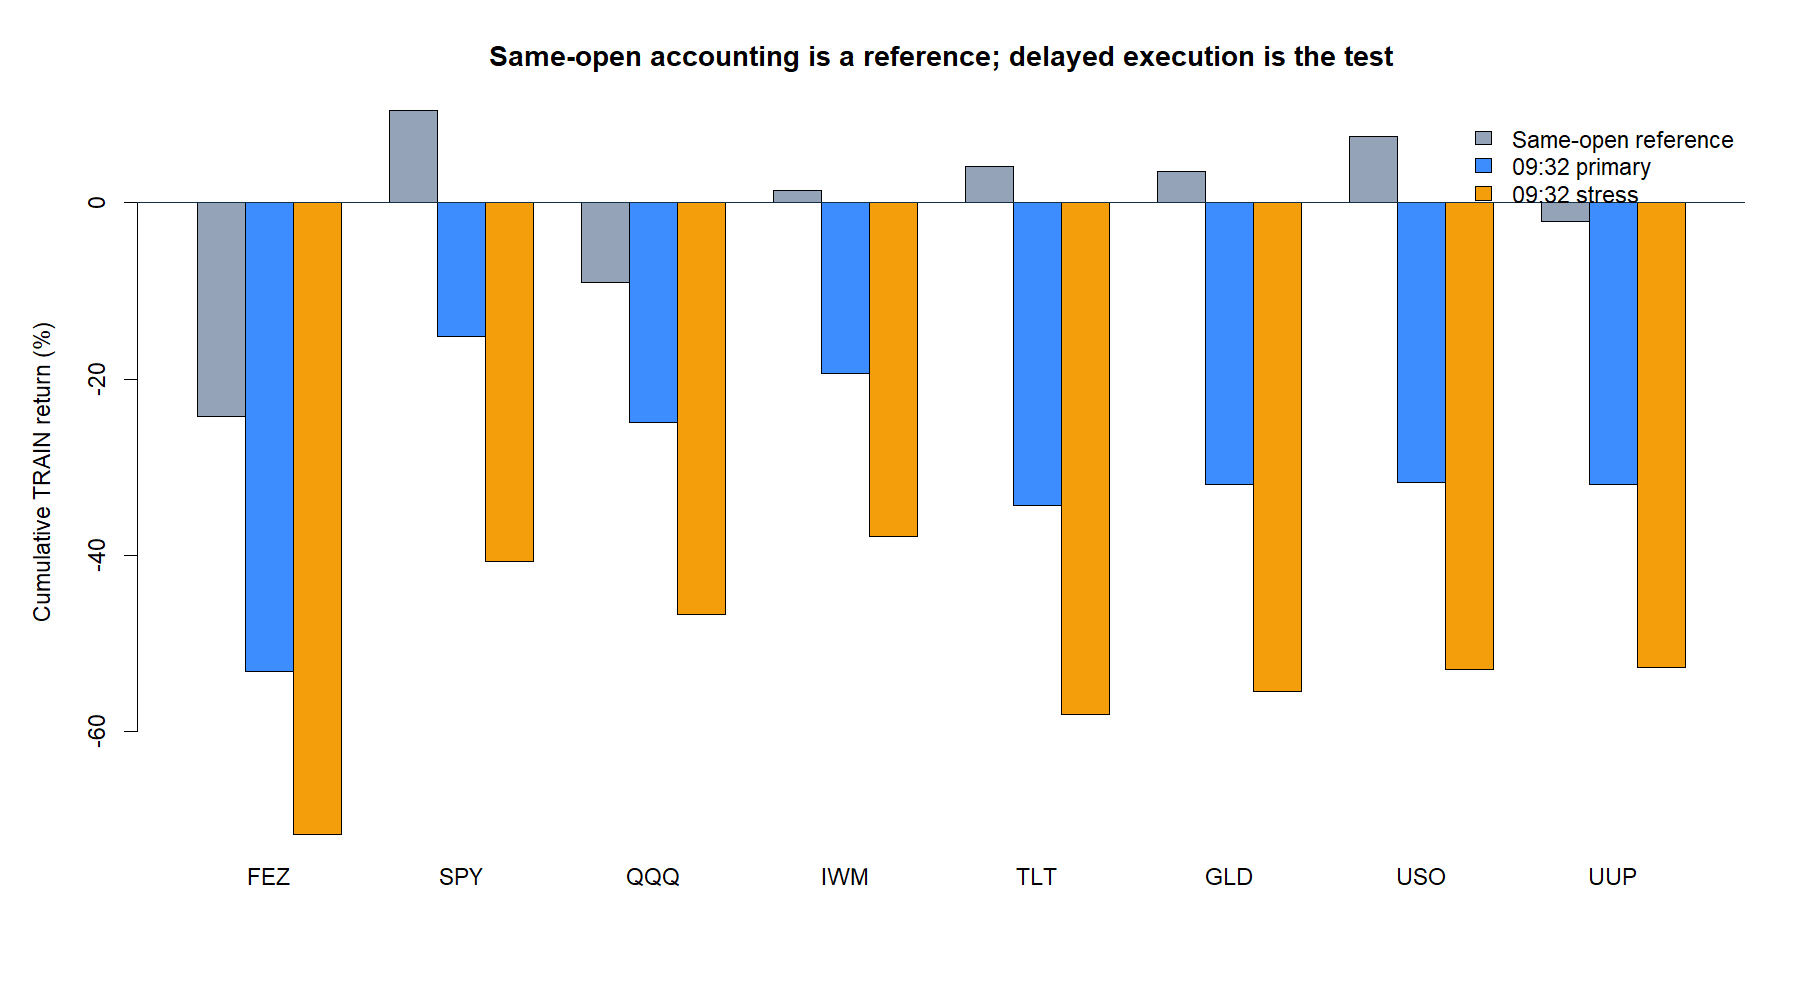 Same-open accounting is a reference; delayed execution is the test
Same-open reference
09:32 primary
09:32 stress
Cumulative TRAIN return (%)
0
-20
-40
-60
FEZ SPY QQQ IWM TLT GLD USO UUP